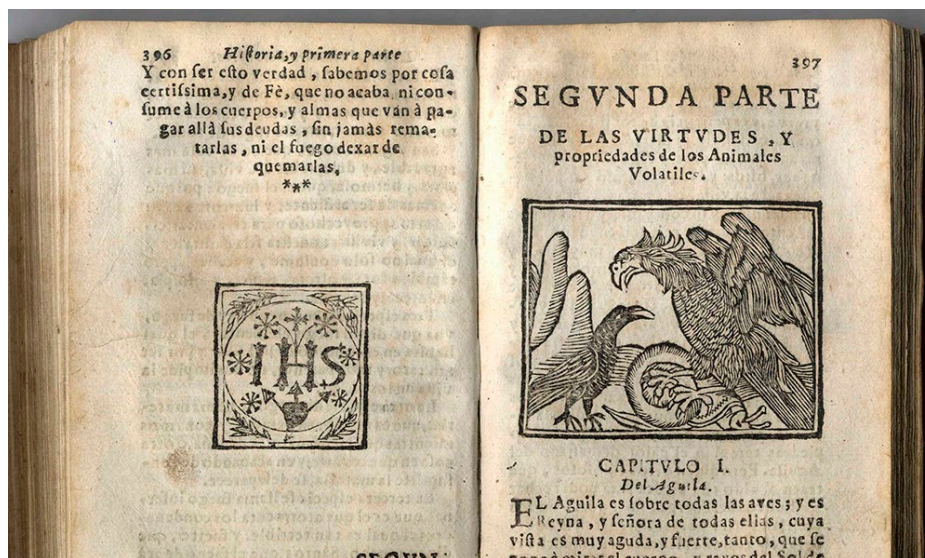 396 Hiſtoria, y primera parte
Y con ſer eſto verdad, ſabemos por coſa
certiſsima, y de Fè, que no acaba, ni con-
ſume à los cuerpos, y almas que van à pa-
gar allà ſus deudas, ſin jamàs rema-
tarlas, ni el fuego dexar de
quemarlas.
***
IHS
SEGVN-
397
SEGVNDA PARTE
DE LAS VIRTVDES, Y
propriedades de los Animales
Volatiles.
CAPITVLO I.
Del Aguila.
EL Aguila es ſobre todas las aves; y es
Reyna, y ſeñora de todas ellas, cuya
viſta es muy aguda, y fuerte, tanto, que ſe